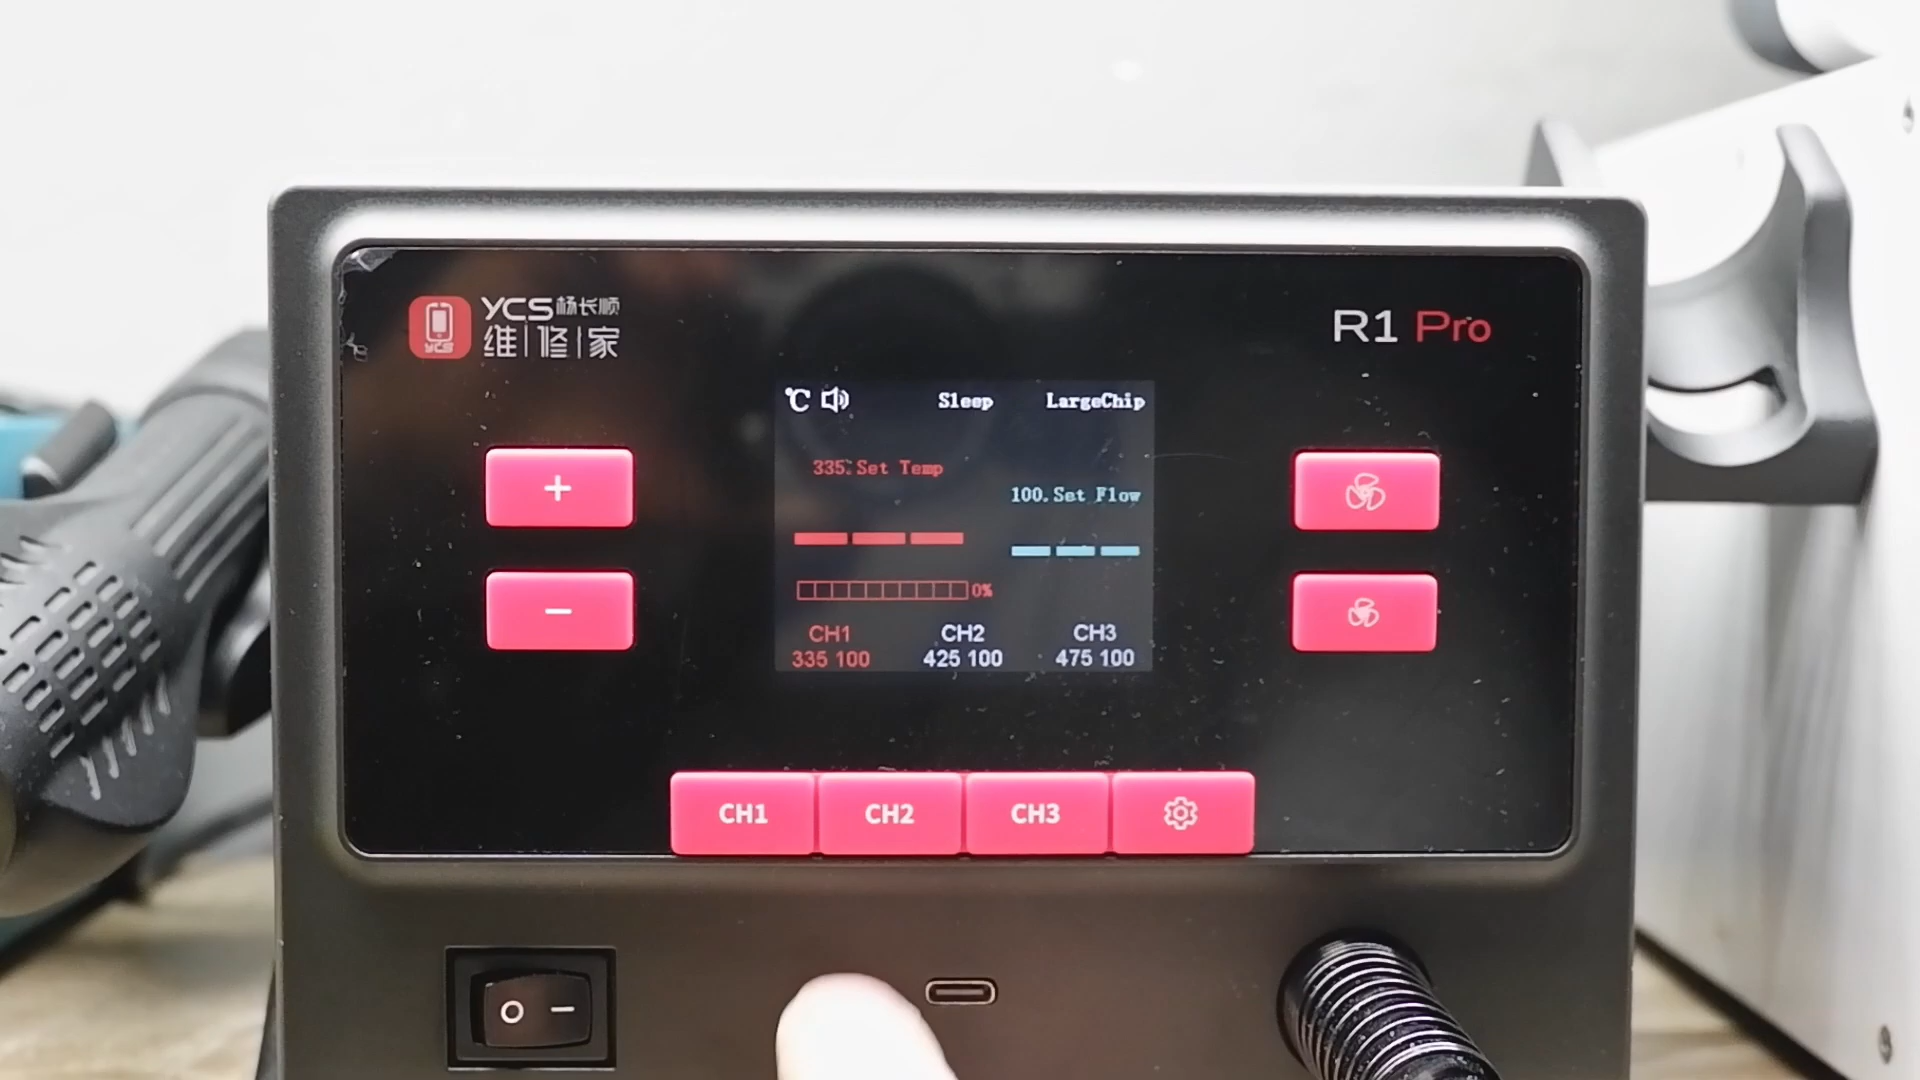 YCS杨长顺
维|修|家
YCS
R1 Pro
℃ Sleep LargeChip
335. Set Temp
100. Set Flow
0%
CH1 CH2 CH3
335 100 425 100 475 100
+
−
CH1 CH2 CH3
O −